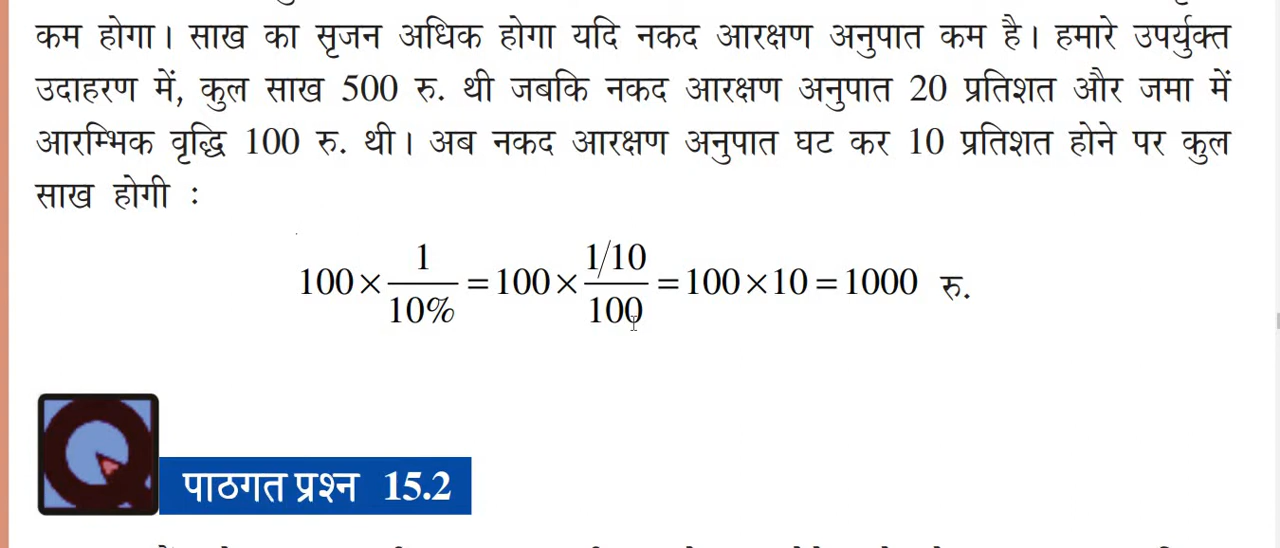 कम होगा। साख का सृजन अधिक होगा यदि नकद आरक्षण अनुपात कम है। हमारे उपर्युक्त
उदाहरण में, कुल साख 500 रु. थी जबकि नकद आरक्षण अनुपात 20 प्रतिशत और जमा में
आरम्भिक वृद्धि 100 रु. थी। अब नकद आरक्षण अनुपात घट कर 10 प्रतिशत होने पर कुल
साख होगी :
100 × 1/10% = 100 × (1/10)/100 = 100 × 10 = 1000 रु.
पाठगत प्रश्न 15.2